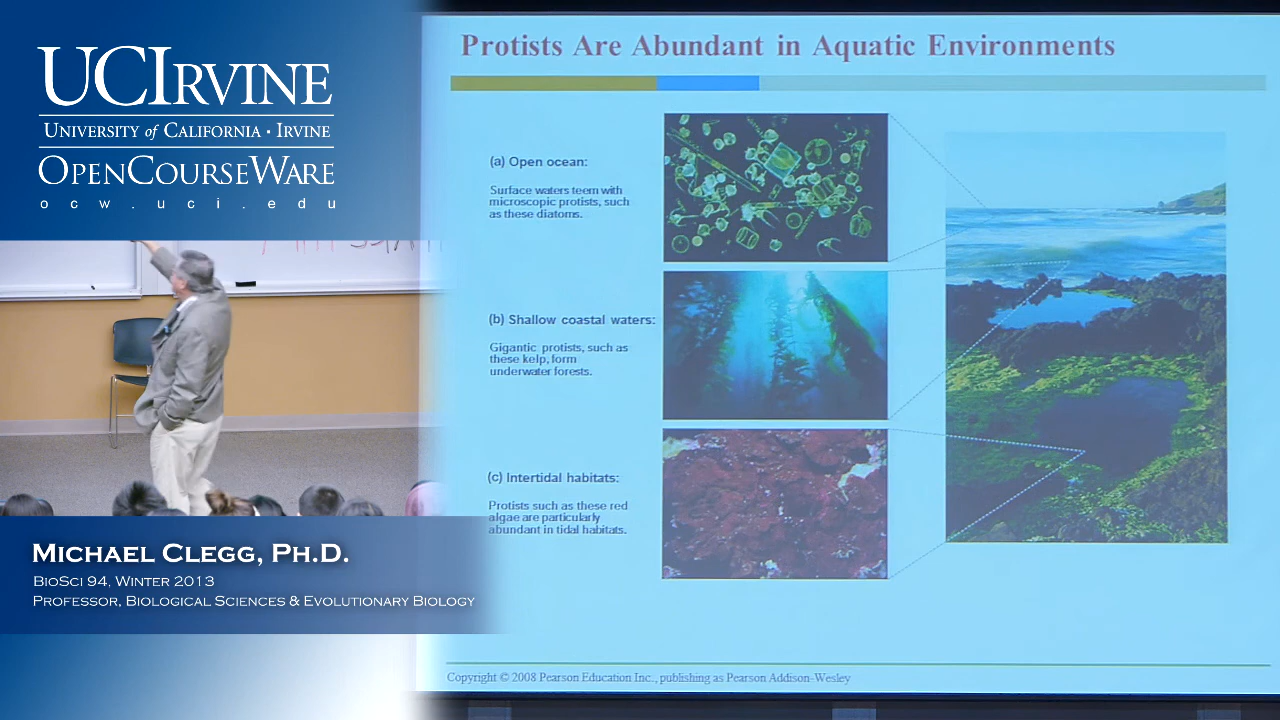 UCIRVINE
UNIVERSITY of CALIFORNIA · IRVINE
OPENCOURSEWARE
ocw.uci.edu
MICHAEL CLEGG, PH.D.
BIOSCI 94, WINTER 2013
PROFESSOR, BIOLOGICAL SCIENCES & EVOLUTIONARY BIOLOGY
Protists Are Abundant in Aquatic Environments
(a) Open ocean:
Surface waters teem with
microscopic protists, such
as these diatoms.
(b) Shallow coastal waters:
Gigantic protists, such as
these kelp, form
underwater forests.
(c) Intertidal habitats:
Protists such as these red
algae are particularly
abundant in tidal habitats.
Copyright © 2008 Pearson Education Inc., publishing as Pearson Addison-Wesley